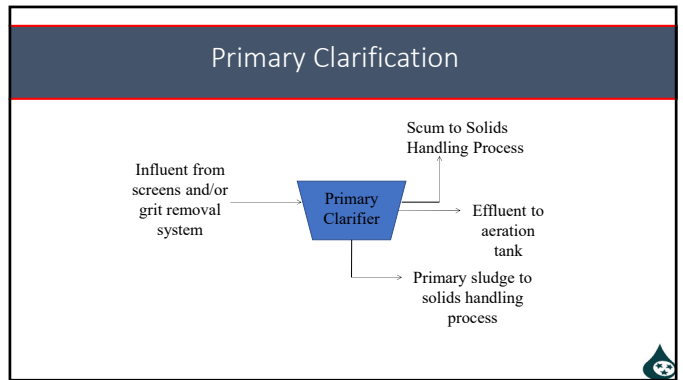 Primary Clarification
Scum to Solids
Handling Process
Influent from
screens and/or
grit removal
system
Primary
Clarifier
Effluent to
aeration
tank
Primary sludge to
solids handling
process